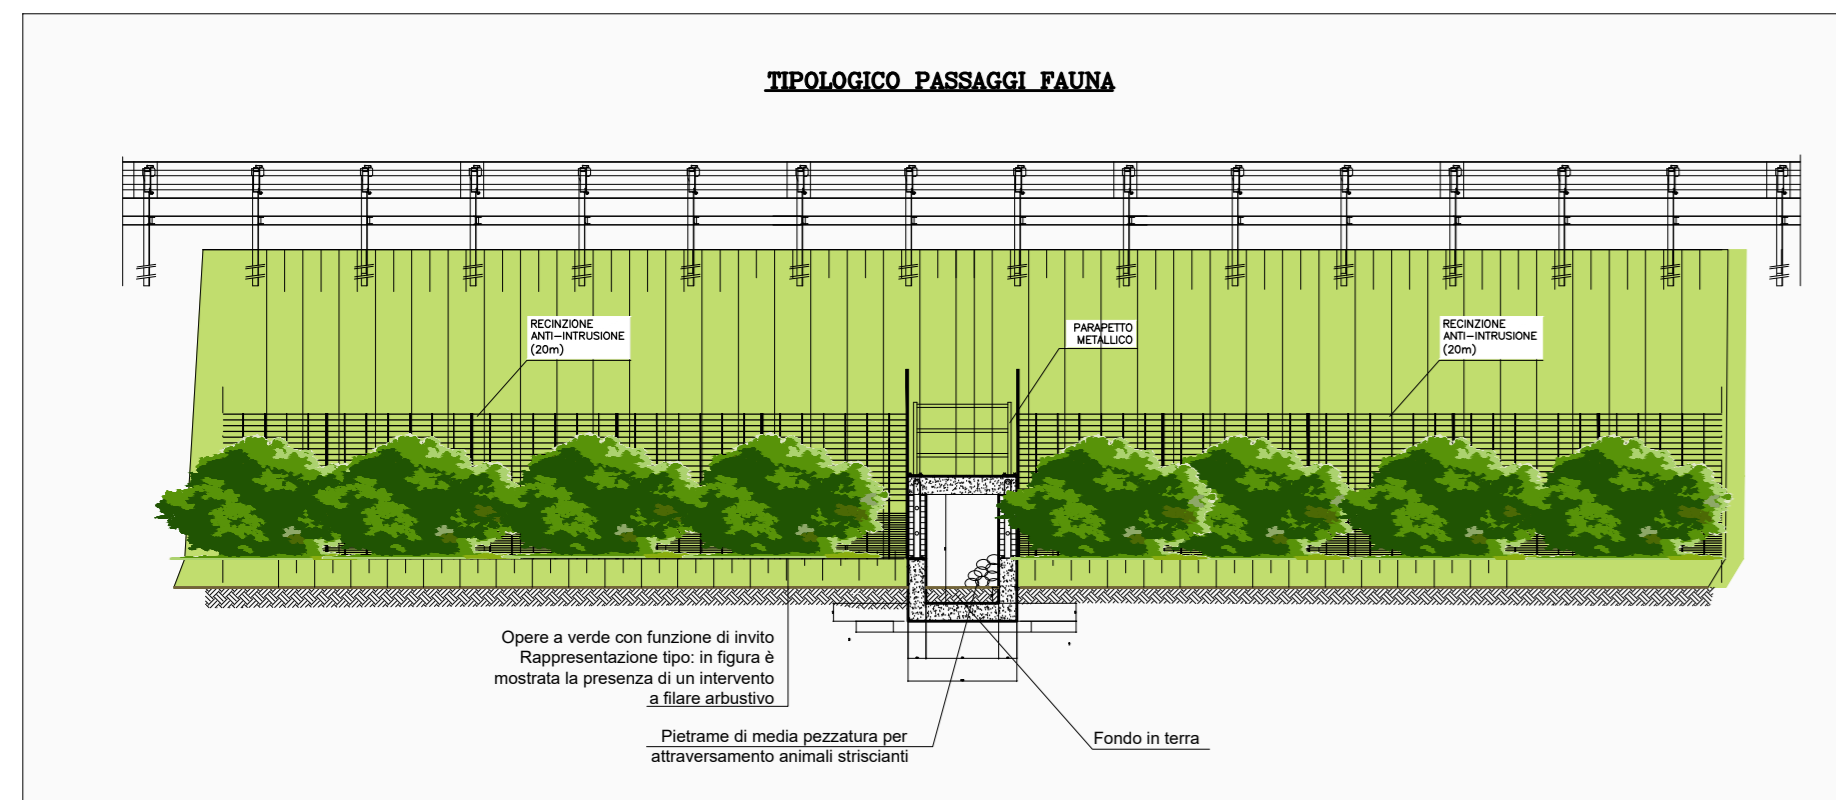 TIPOLOGICO PASSAGGI FAUNA
RECINZIONE
ANTI-INTRUSIONE
(20m)
PARAPETTO
METALLICO
RECINZIONE
ANTI-INTRUSIONE
(20m)
Opere a verde con funzione di invito
Rappresentazione tipo: in figura è
mostrata la presenza di un intervento
a filare arbustivo
Pietrame di media pezzatura per
attraversamento animali striscianti
Fondo in terra